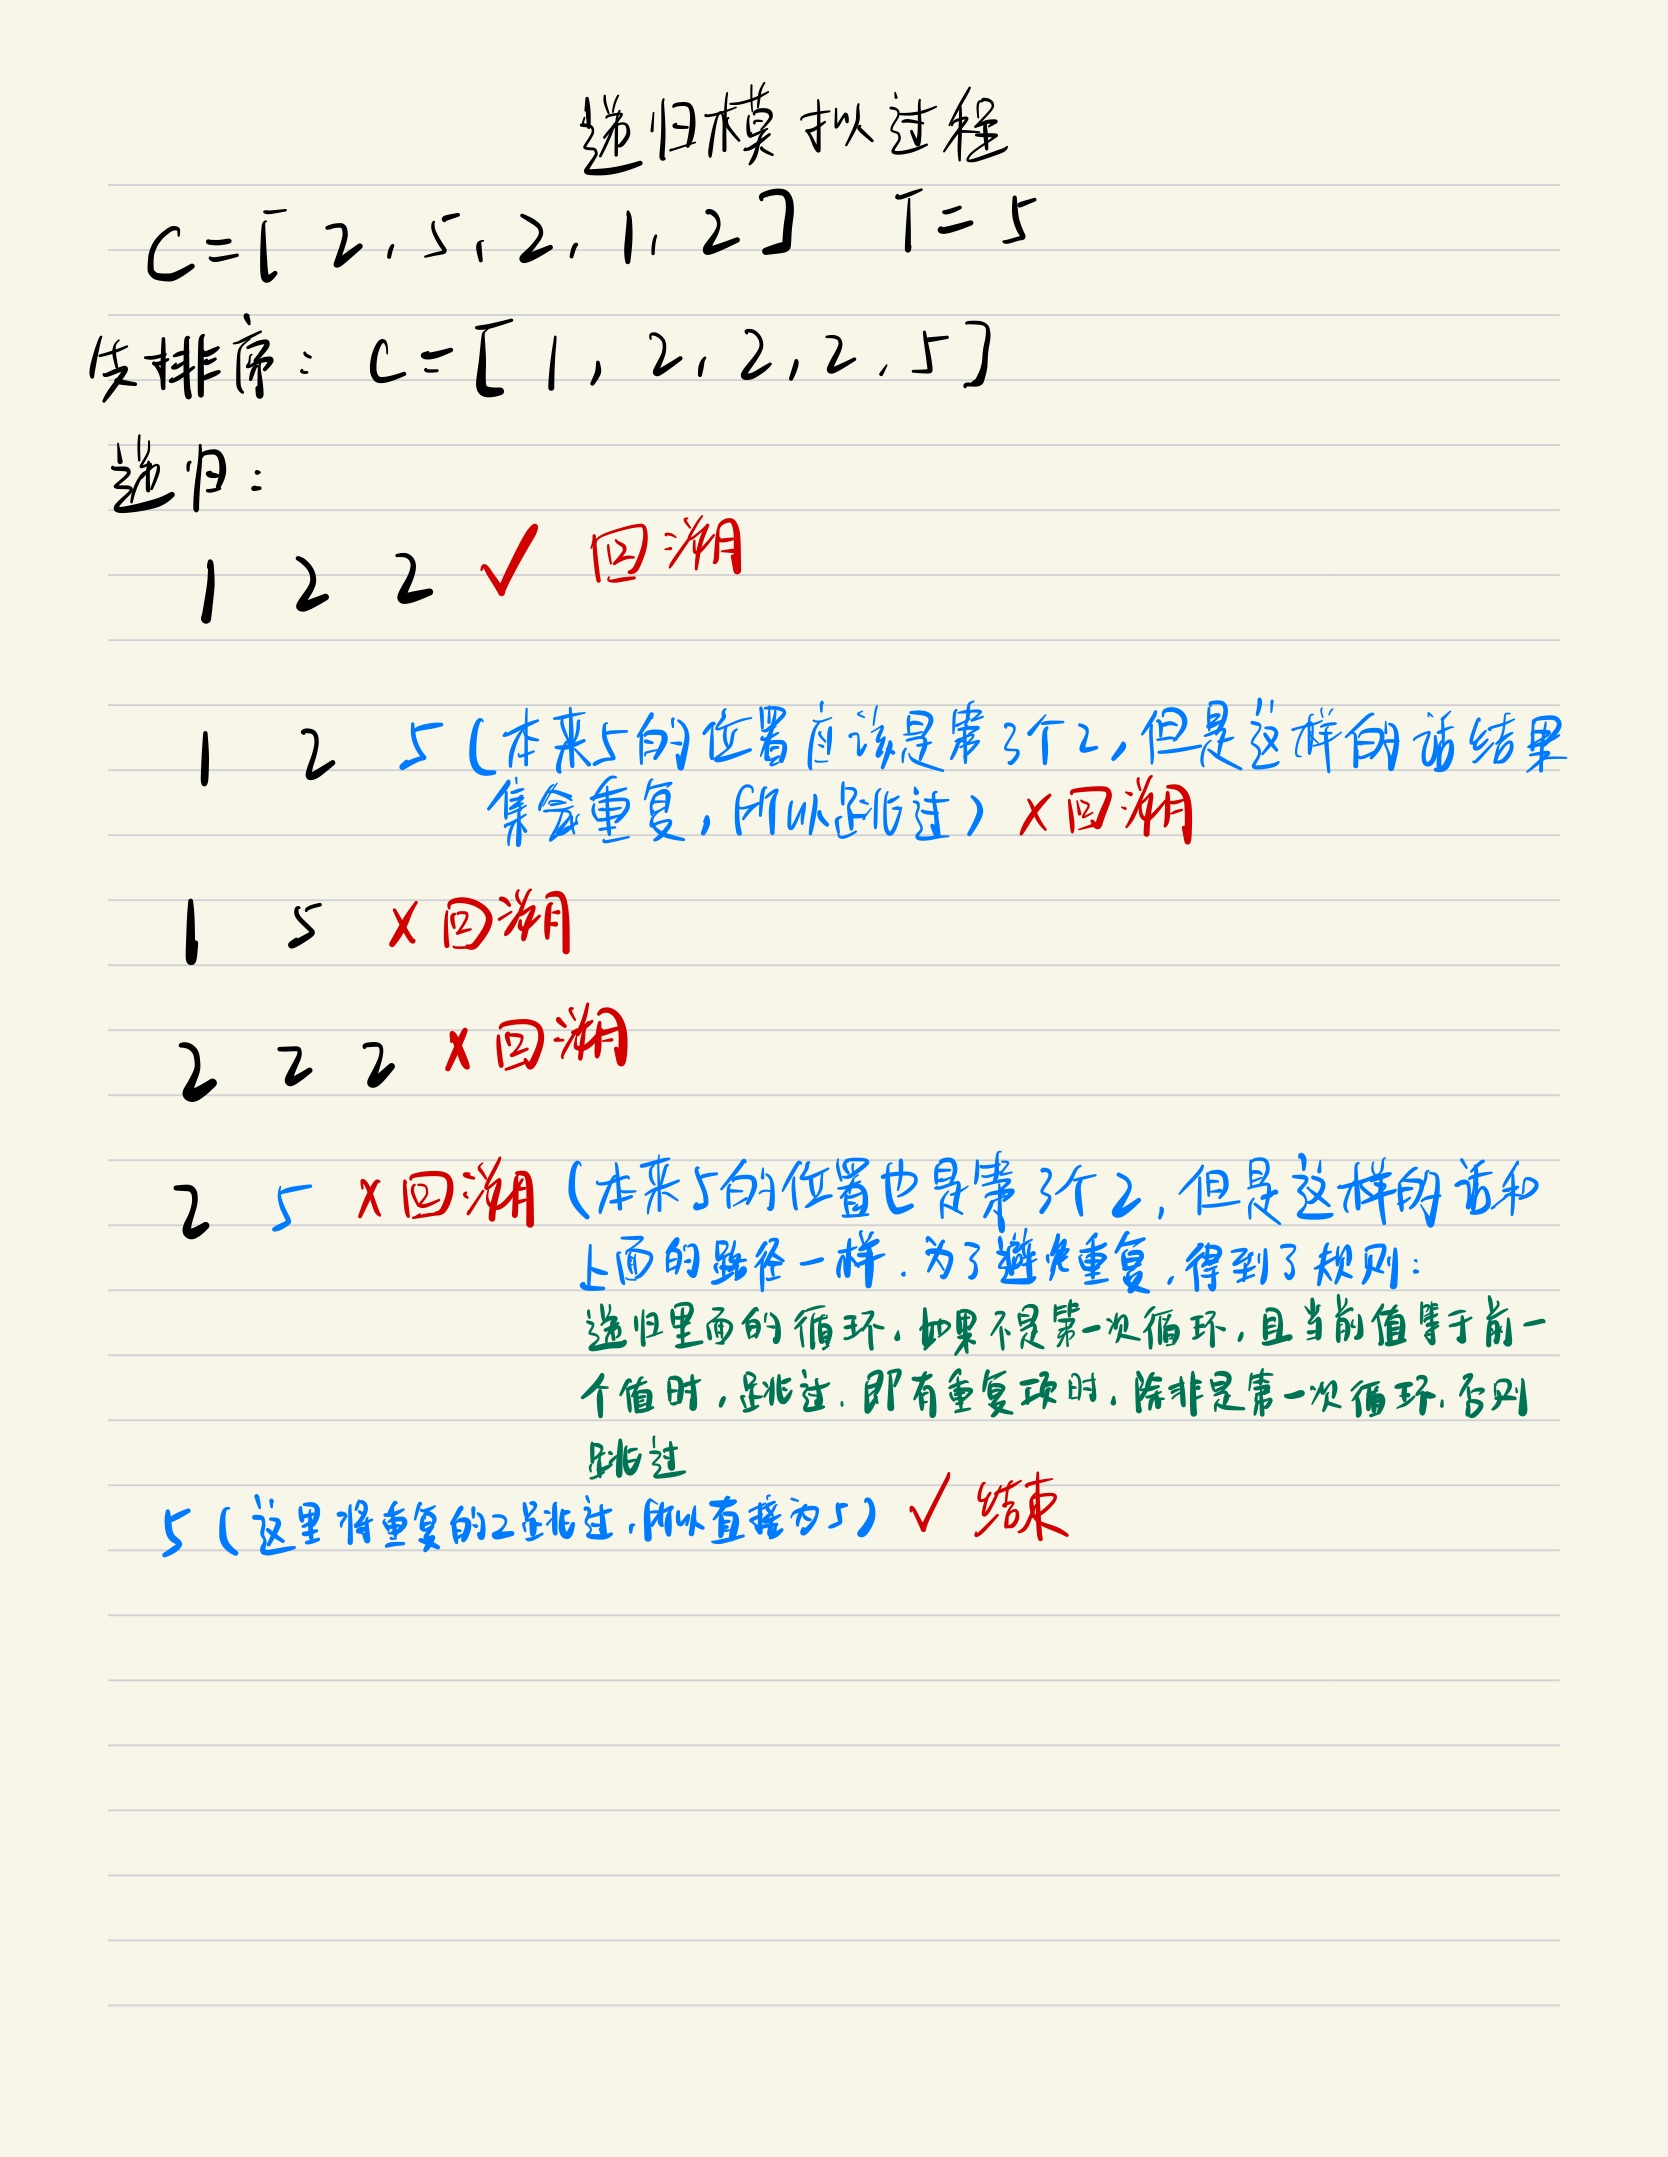 递归模拟过程
C=[2,5,2,1,2] T=5
先排序：C=[1,2,2,2,5]
递归：
1 2 2 ✓ 回溯
1 2 5（本来5的位置应该是第3个2，但是这样的话结果
集会重复，所以跳过）× 回溯
1 5 × 回溯
2 2 2 × 回溯
2 5 × 回溯（本来5的位置也是第3个2，但是这样的话和
上面的路径一样．为了避免重复，得到了规则：
递归里面的循环，如果不是第一次循环，且当前值等于前一
个值时，跳过．即有重复项时，除非是第一次循环，否则
跳过
5（这里将重复的2跳过，所以直接为5）✓ 结束